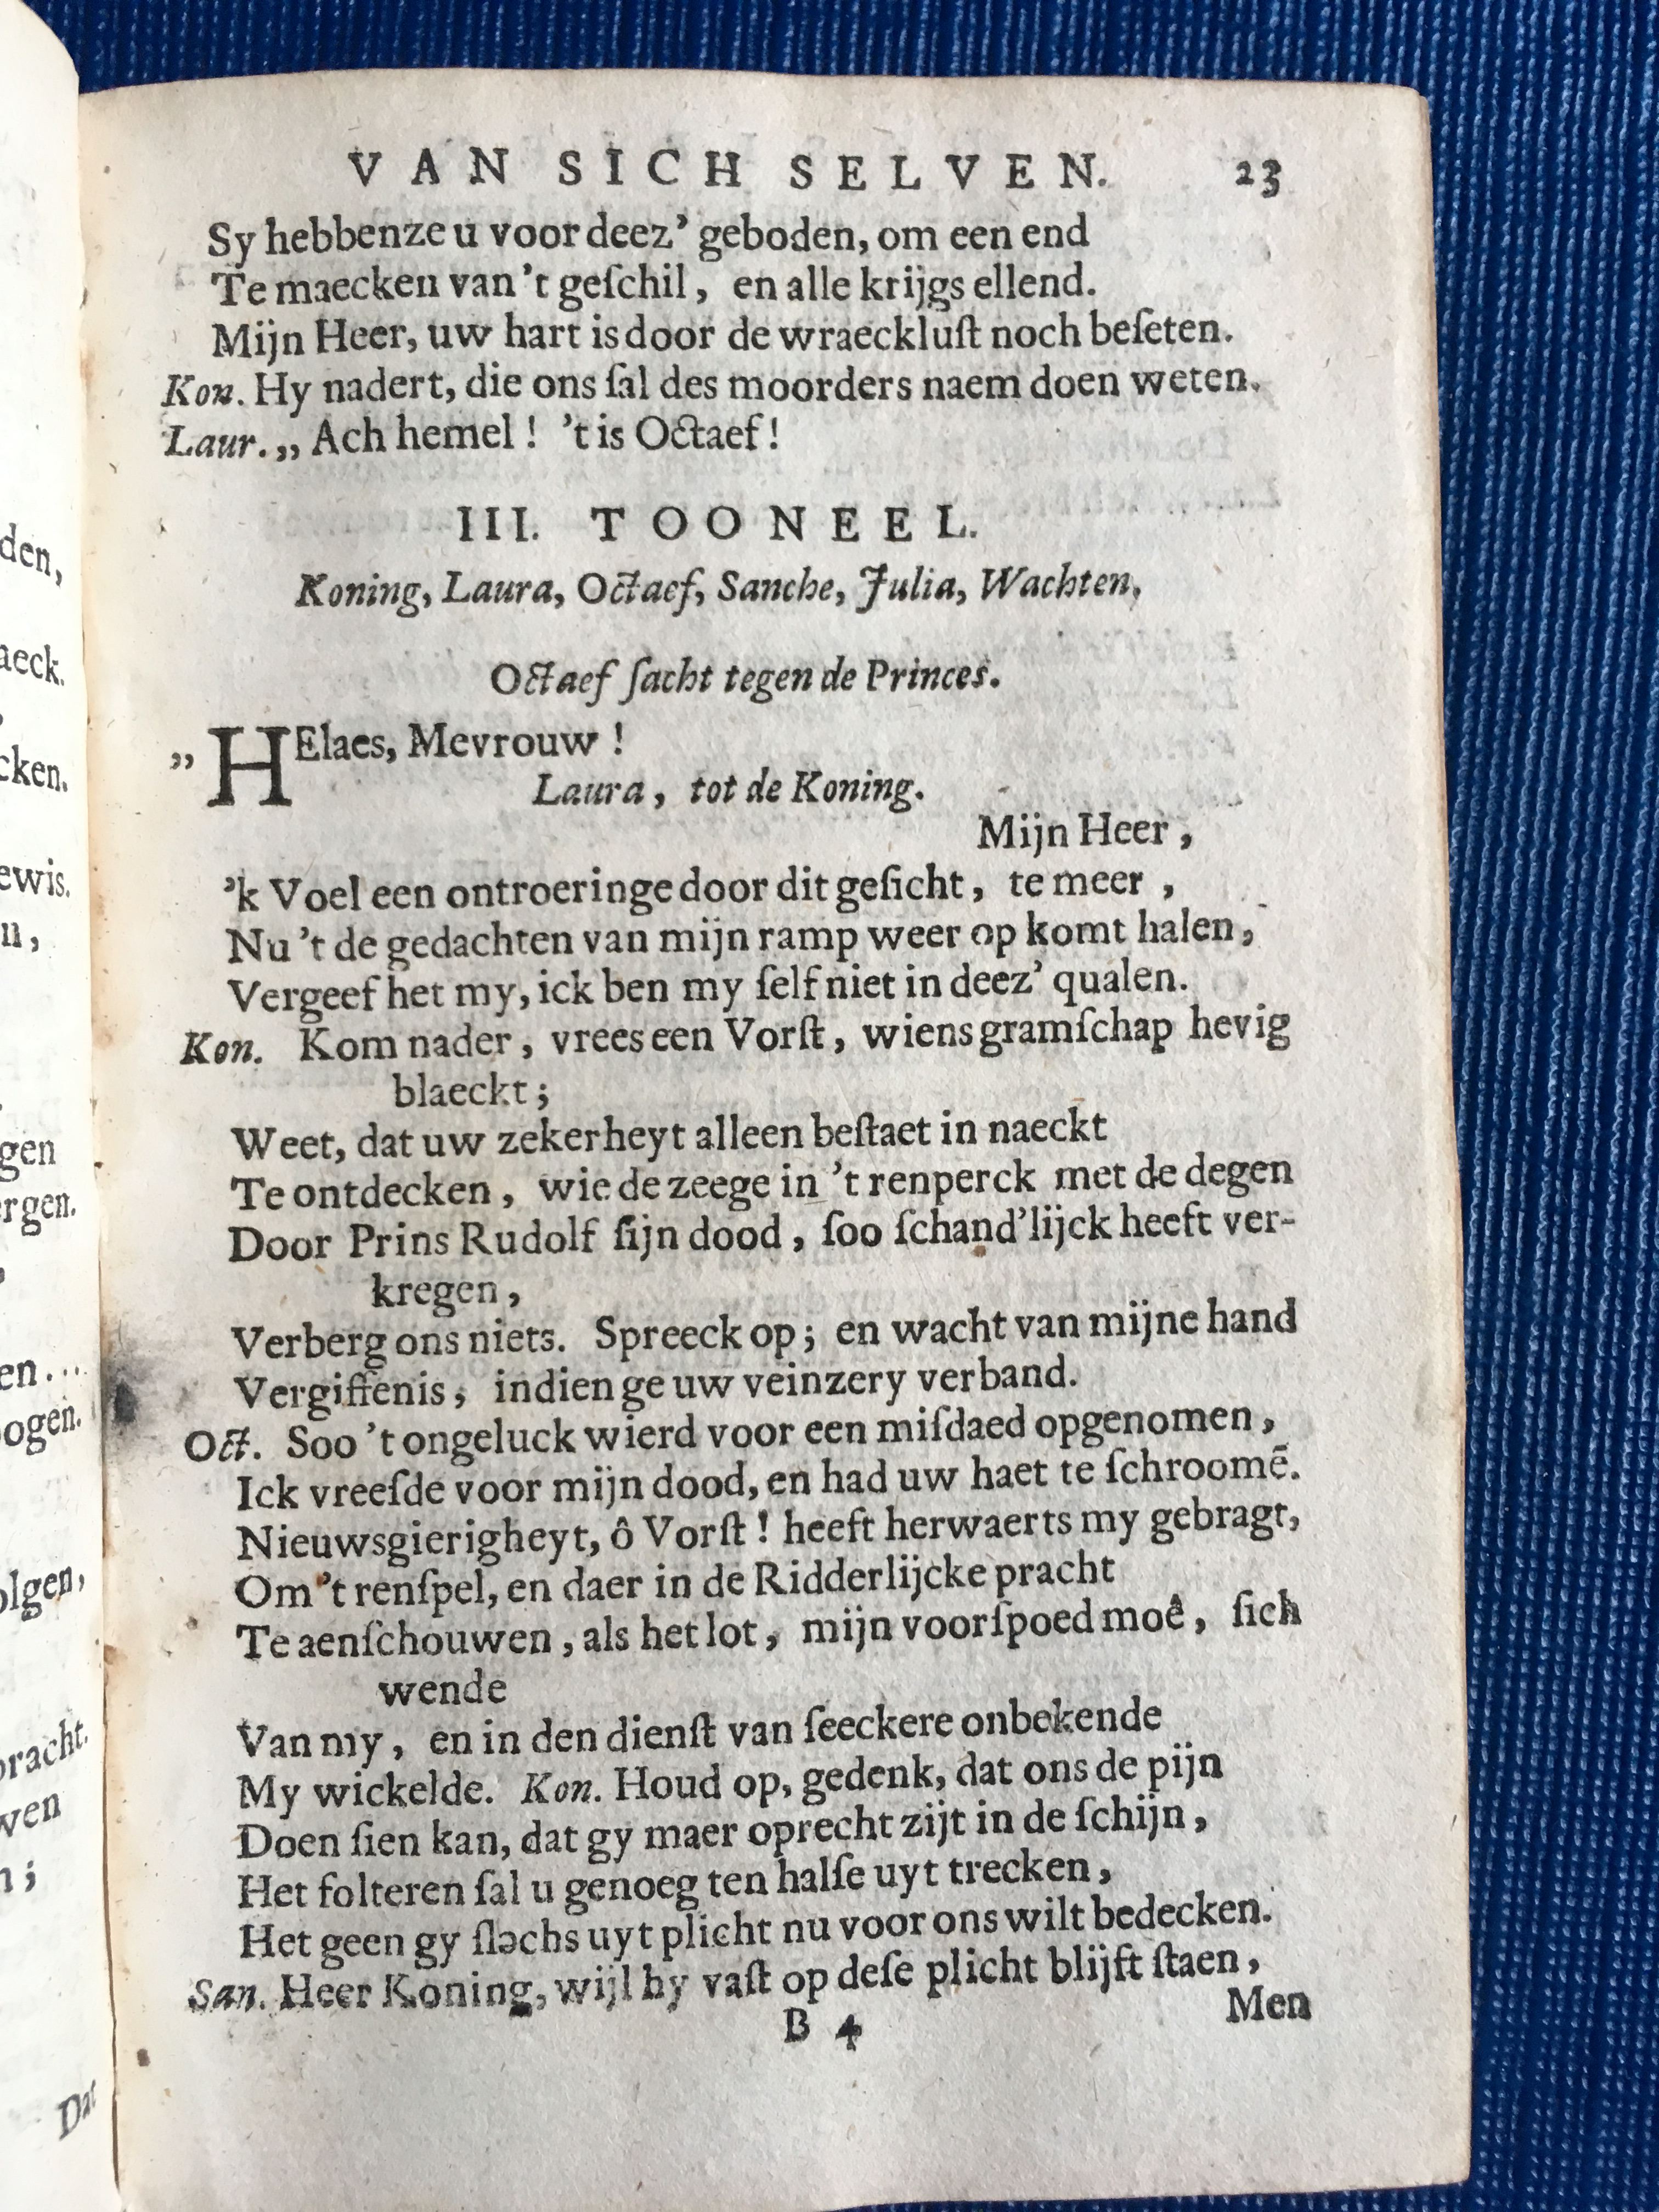 den,
aeck.
cken.
ewis.
n,
gen
ergen.
en...
ogen.
olgen,
pracht.
wen
n;
Dat
VAN SICH SELVEN. 23
Sy hebbenze u voor deez’ geboden, om een end
Te maecken van ’t geſchil, en alle krijgs ellend.
Mijn Heer, uw hart is door de wraeckluſt noch beſeten.
Kon. Hy nadert, die ons ſal des moorders naem doen weten.
Laur. „ Ach hemel! ’t is Octaef!
III. TOONEEL.
Koning, Laura, Octaef, Sanche, Julia, Wachten,
Octaef ſacht tegen de Princes.
„ HElaes, Mevrouw!
Laura, tot de Koning.
Mijn Heer,
’k Voel een ontroeringe door dit geſicht, te meer,
Nu ’t de gedachten van mijn ramp weer op komt halen,
Vergeef het my, ick ben my ſelf niet in deez’ qualen.
Kon. Kom nader, vrees een Vorſt, wiens gramſchap hevig
blaeckt;
Weet, dat uw zekerheyt alleen beſtaet in naeckt
Te ontdecken, wie de zeege in ’t renperck met de degen
Door Prins Rudolf ſijn dood, ſoo ſchand’lijck heeft ver-
kregen,
Verberg ons niets. Spreeck op; en wacht van mijne hand
Vergiffenis, indien ge uw veinzery verband.
Oct. Soo ’t ongeluck wierd voor een miſdaed opgenomen,
Ick vreeſde voor mijn dood, en had uw haet te ſchroomē.
Nieuwsgierigheyt, ô Vorſt! heeft herwaerts my gebragt,
Om ’t renſpel, en daer in de Ridderlijcke pracht
Te aenſchouwen, als het lot, mijn voorſpoed moê, ſich
wende
Van my, en in den dienſt van ſeeckere onbekende
My wickelde. Kon. Houd op, gedenk, dat ons de pijn
Doen ſien kan, dat gy maer oprecht zijt in de ſchijn,
Het folteren ſal u genoeg ten halſe uyt trecken,
Het geen gy ſlechs uyt plicht nu voor ons wilt bedecken.
San. Heer Koning, wijl hy vaſt op deſe plicht blijft ſtaen,
B 4 Men